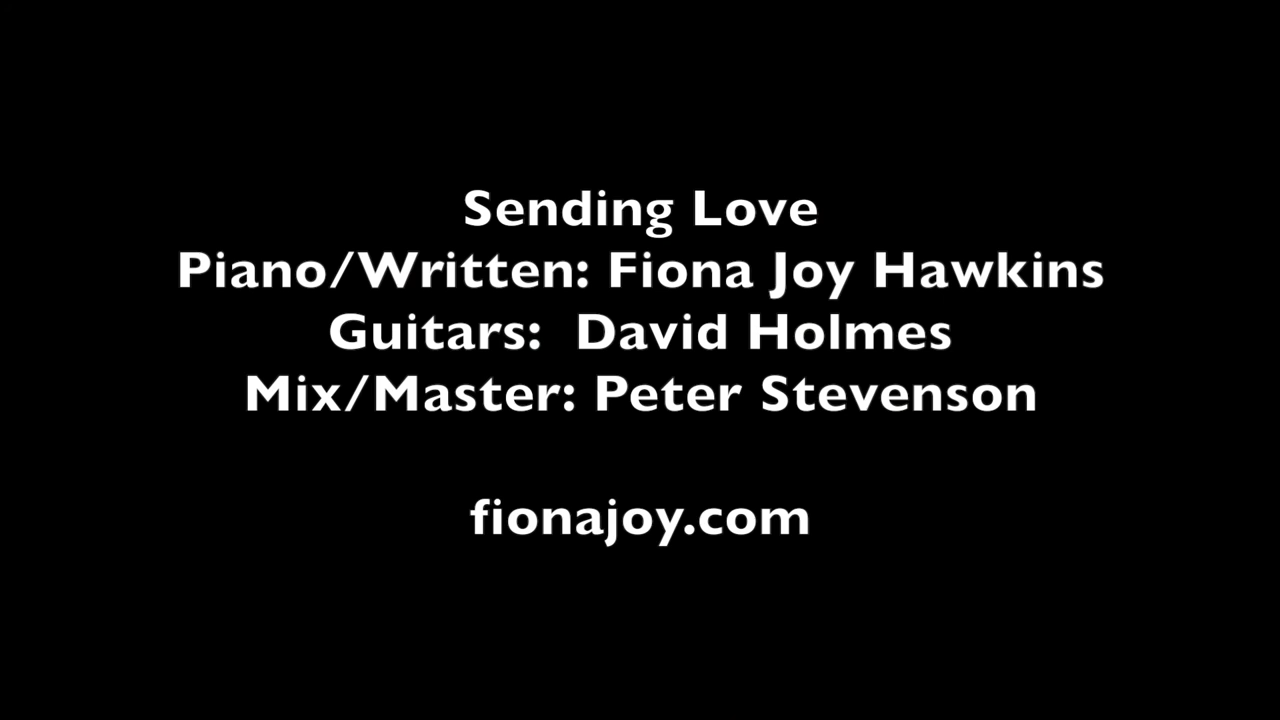 Sending Love
Piano/Written: Fiona Joy Hawkins
Guitars:  David Holmes
Mix/Master: Peter Stevenson
fionajoy.com